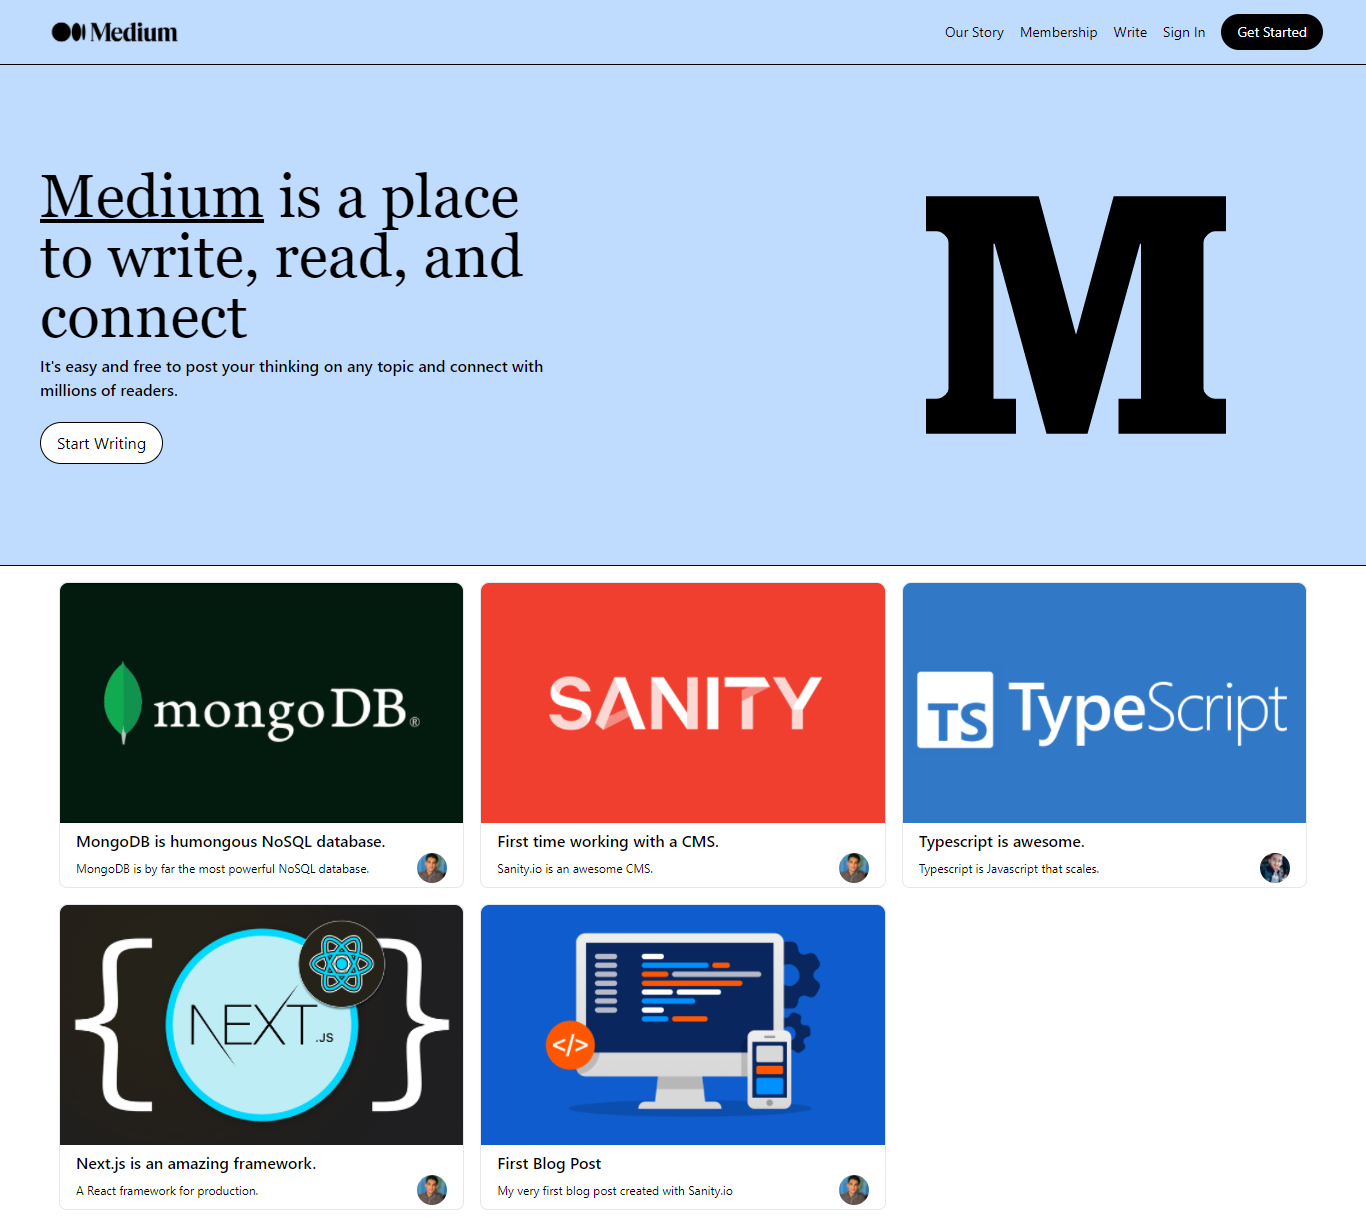 Medium
Our Story
Membership
Write
Sign In
Get Started
Medium is a place
to write, read, and
connect
It's easy and free to post your thinking on any topic and connect with
millions of readers.
Start Writing
M
mongoDB®
MongoDB is humongous NoSQL database.
MongoDB is by far the most powerful NoSQL database.
SANITY
First time working with a CMS.
Sanity.io is an awesome CMS.
TS TypeScript
Typescript is awesome.
Typescript is Javascript that scales.
{ NEXT.JS }
Next.js is an amazing framework.
A React framework for production.
</>
First Blog Post
My very first blog post created with Sanity.io